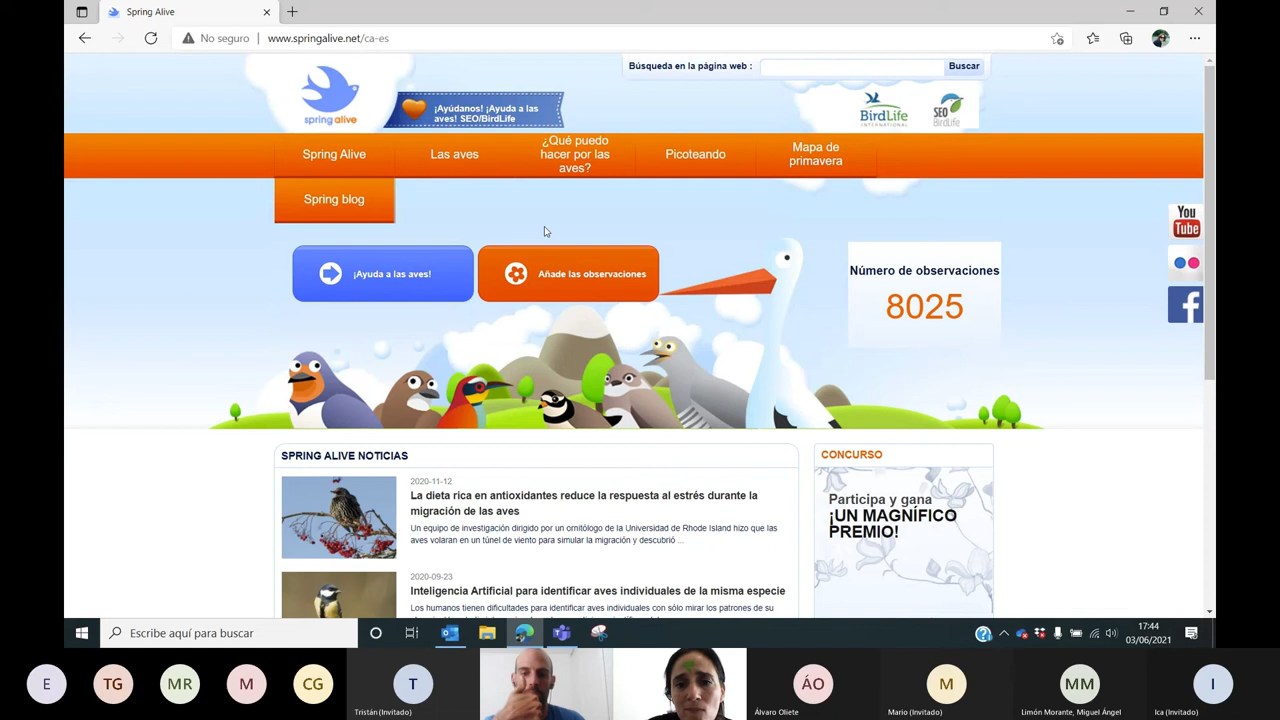 Spring Alive
No seguro
www.springalive.net/ca-es
Búsqueda en la página web :
Buscar
spring alive
¡Ayúdanos! ¡Ayuda a las
aves! SEO/BirdLife
BirdLife
INTERNATIONAL
SEO
BirdLife
Spring Alive
Las aves
¿Qué puedo
hacer por las
aves?
Picoteando
Mapa de
primavera
Spring blog
You
Tube
¡Ayuda a las aves!
Añade las observaciones
Número de observaciones
8025
SPRING ALIVE NOTICIAS
2020-11-12
La dieta rica en antioxidantes reduce la respuesta al estrés durante la
migración de las aves
Un equipo de investigación dirigido por un ornitólogo de la Universidad de Rhode Island hizo que las
aves volaran en un túnel de viento para simular la migración y descubrió ...
2020-09-23
Inteligencia Artificial para identificar aves individuales de la misma especie
Los humanos tienen dificultades para identificar aves individuales con sólo mirar los patrones de su
CONCURSO
Participa y gana
¡UN MAGNÍFICO
PREMIO!
Escribe aquí para buscar
17:44
03/06/2021
E
TG
MR
M
CG
T
Tristán (Invitado)
ÁO
Álvaro Oliete
M
Mario (Invitado)
MM
Limón Morante, Miguel Ángel
I
Ica (Invitado)